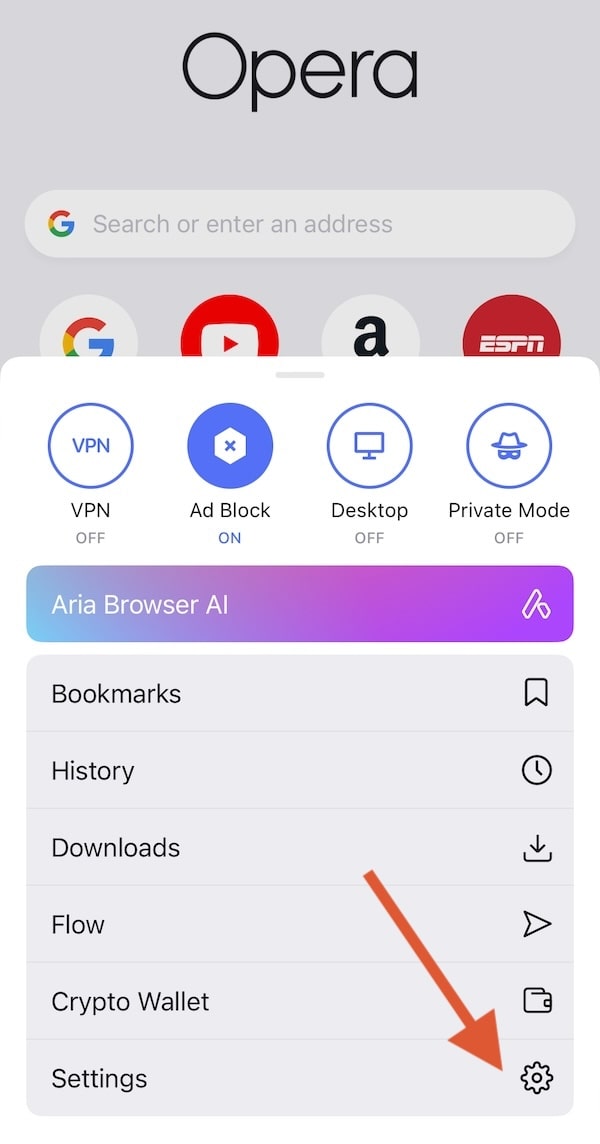 Opera
Search or enter an address
a
ESPN
VPN
VPN Ad Block Desktop Private Mode
OFF ON OFF OFF
Aria Browser AI
Bookmarks
History
Downloads
Flow
Crypto Wallet
Settings